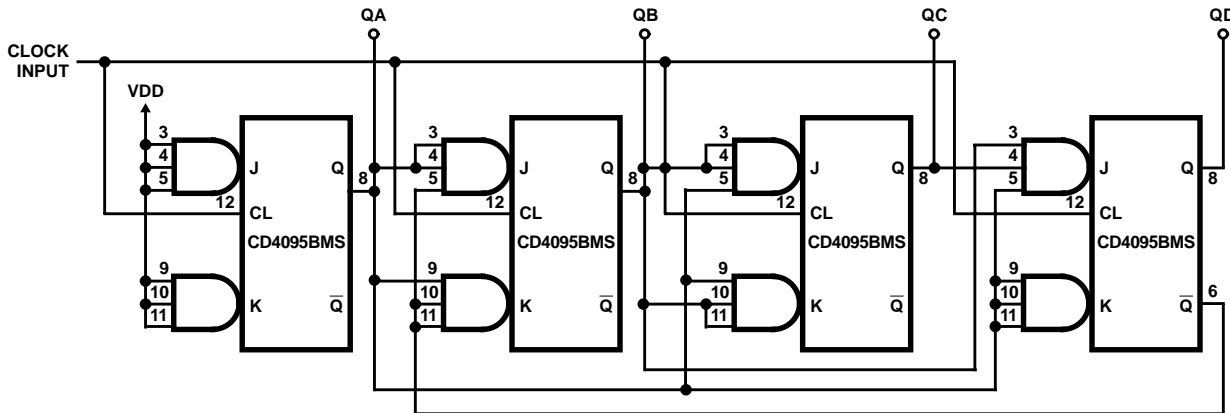 QA QB QC QD
CLOCK
INPUT
VDD
3 3 3 3
4 J Q 4 J Q 4 J Q 4 J Q
5 8 5 8 5 8 5 8
12 CL 12 CL 12 CL 12 CL
CD4095BMS CD4095BMS CD4095BMS CD4095BMS
9 9 9 9 6
10 K Q 10 K Q 10 K Q 10 K Q
11 11 11 11